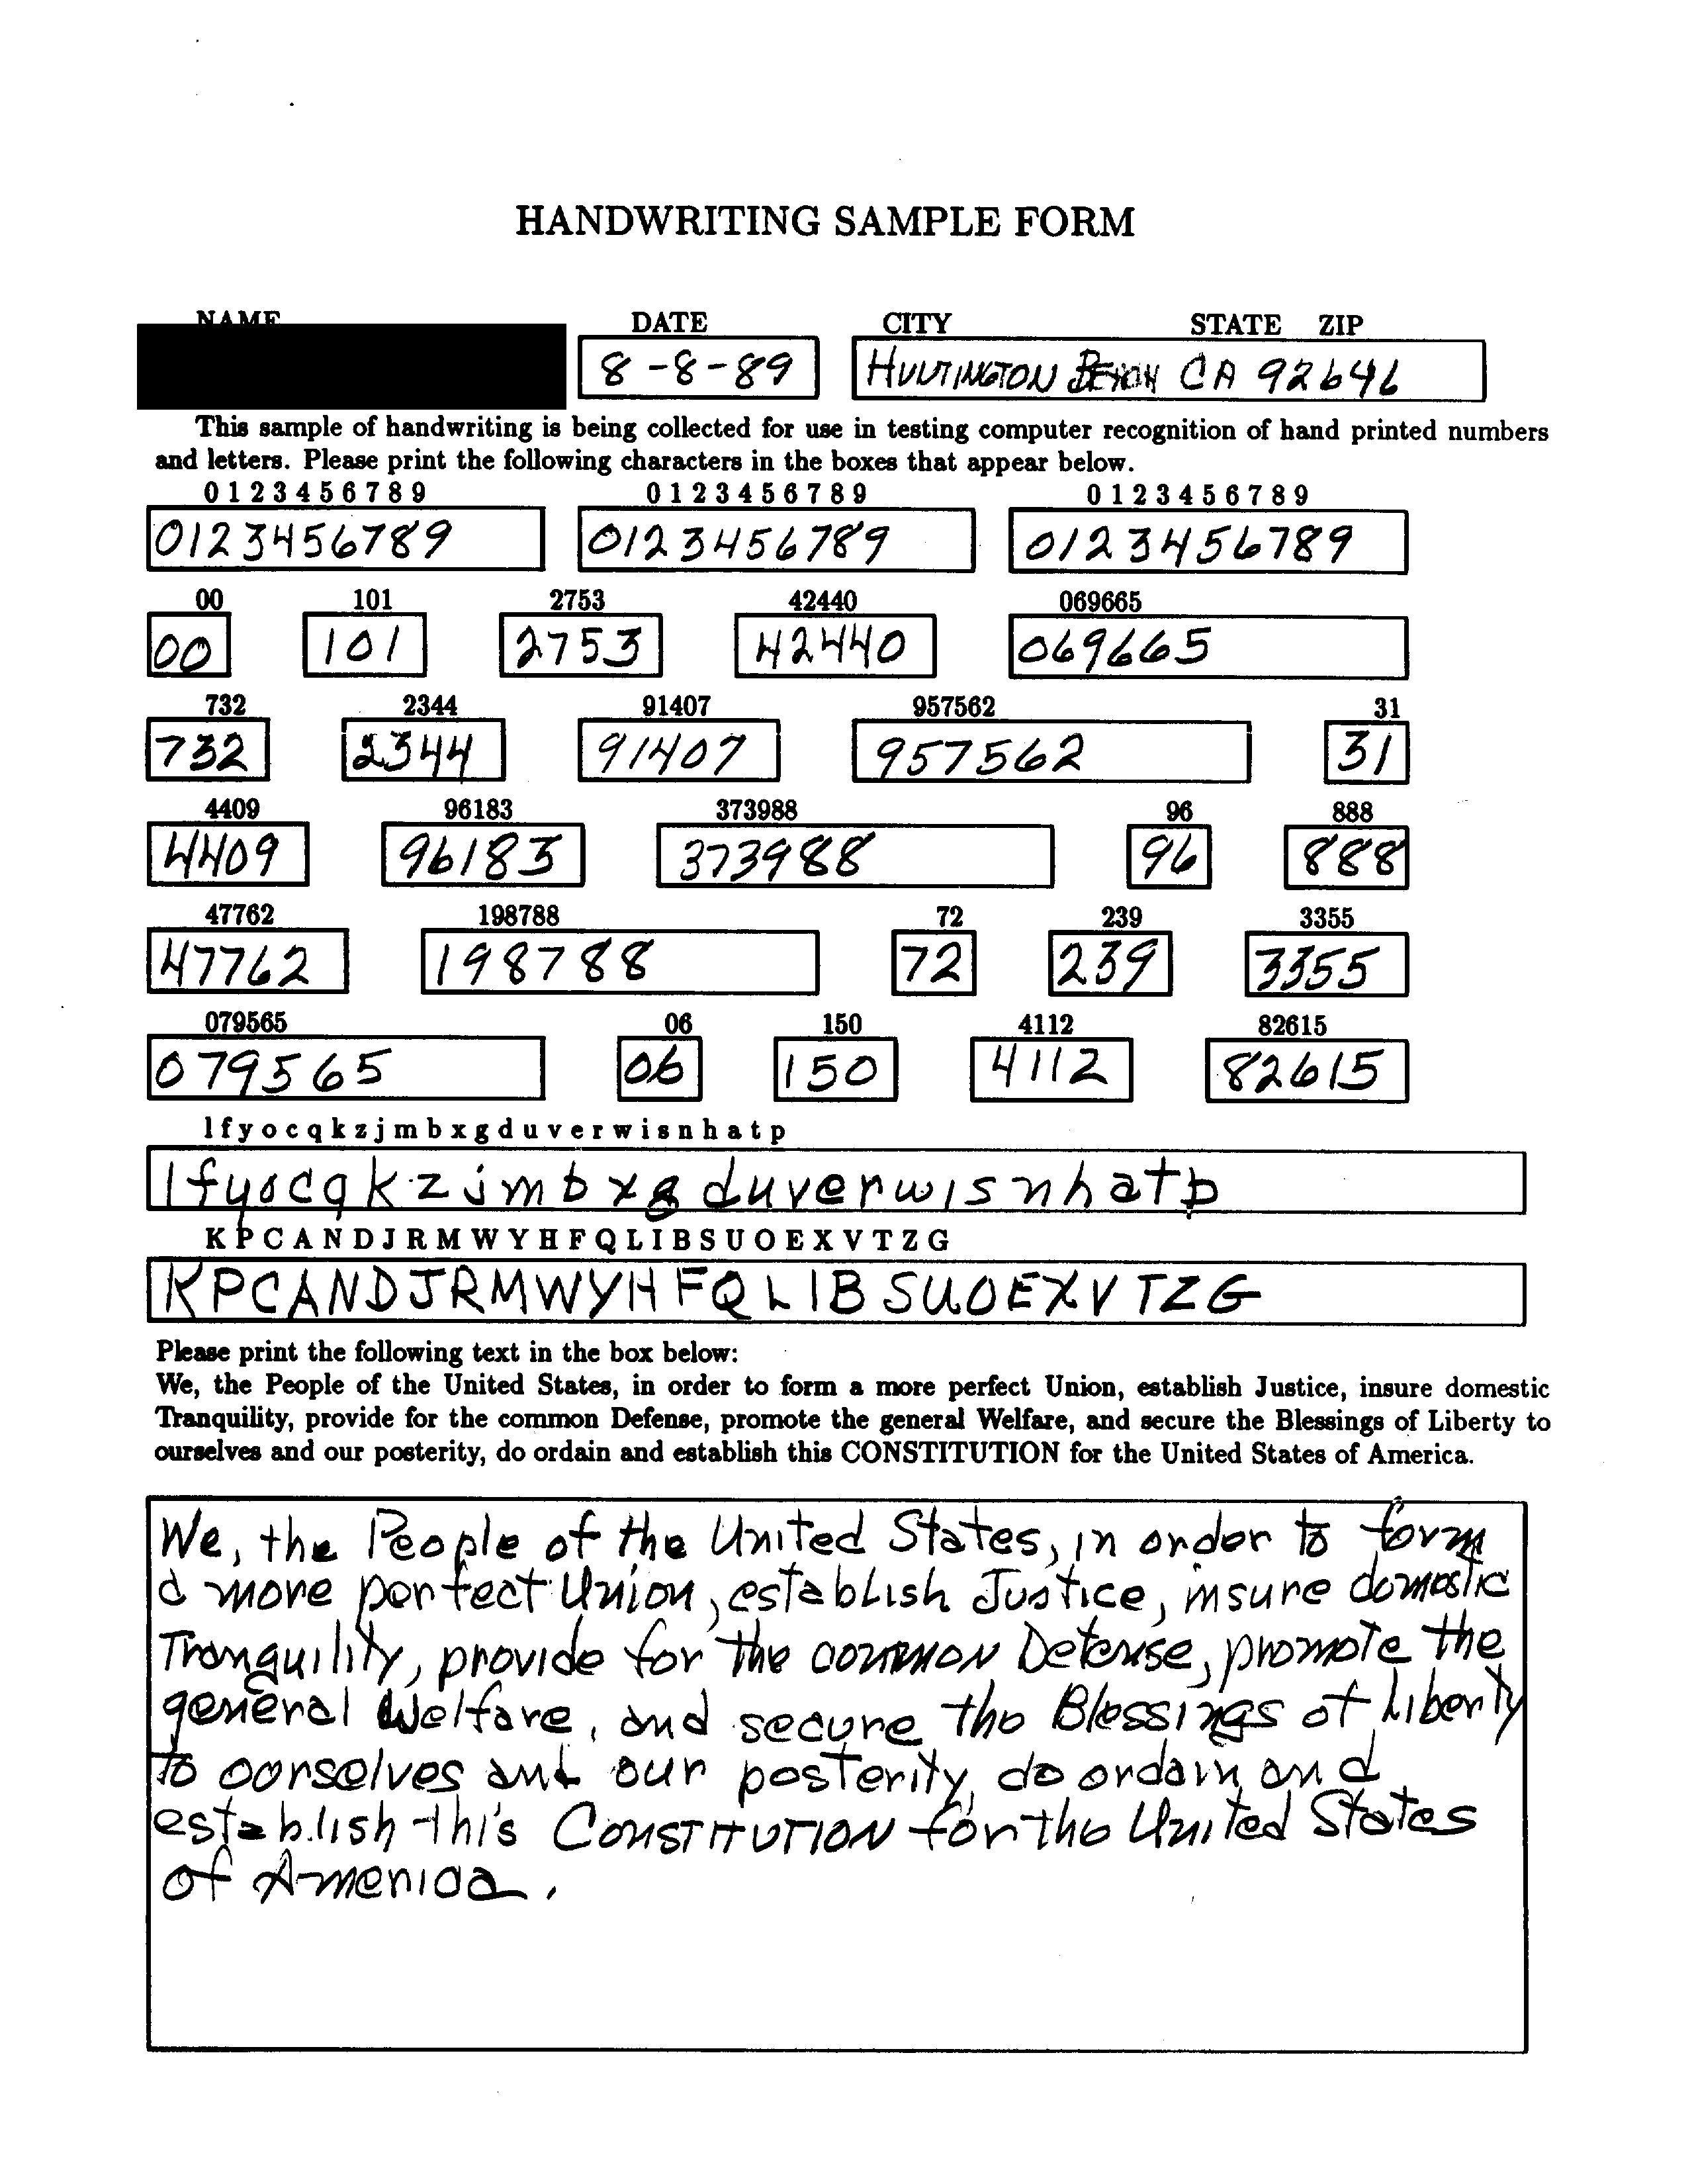 HANDWRITING SAMPLE FORM
NAME DATE CITY STATE ZIP
8-8-89 HUNTINGTON BEACH CA 92646
This sample of handwriting is being collected for use in testing computer recognition of hand printed numbers
and letters. Please print the following characters in the boxes that appear below.
0 1 2 3 4 5 6 7 8 9 0 1 2 3 4 5 6 7 8 9 0 1 2 3 4 5 6 7 8 9
0123456789 0123456789 0123456789
00 101 2753 42440 069665
00 101 2753 42440 069665
732 2344 91407 957562 31
732 2344 91407 957562 31
4409 96183 373988 96 888
4409 96183 373988 96 888
47762 198788 72 239 3355
47762 198788 72 239 3355
079565 06 150 4112 82615
079565 06 150 4112 82615
l f y o c q k z j m b x g d u v e r w i s n h a t p
l f y o c q k z j m b x g d u v e r w i s n h a t p
K P C A N D J R M W Y H F Q L I B S U O E X V T Z G
K P C A N D J R M W Y H F Q L I B S U O E X V T Z G
Please print the following text in the box below:
We, the People of the United States, in order to form a more perfect Union, establish Justice, insure domestic
Tranquility, provide for the common Defense, promote the general Welfare, and secure the Blessings of Liberty to
ourselves and our posterity, do ordain and establish this CONSTITUTION for the United States of America.
We, the People of the United States, in order to form
a more perfect Union, establish Justice, insure domestic
Tranquility, provide for the common Defense, promote the
general Welfare, and secure the Blessings of Liberty
to ourselves and our posterity, do ordain and
establish this CONSTITUTION for the United States
of America.